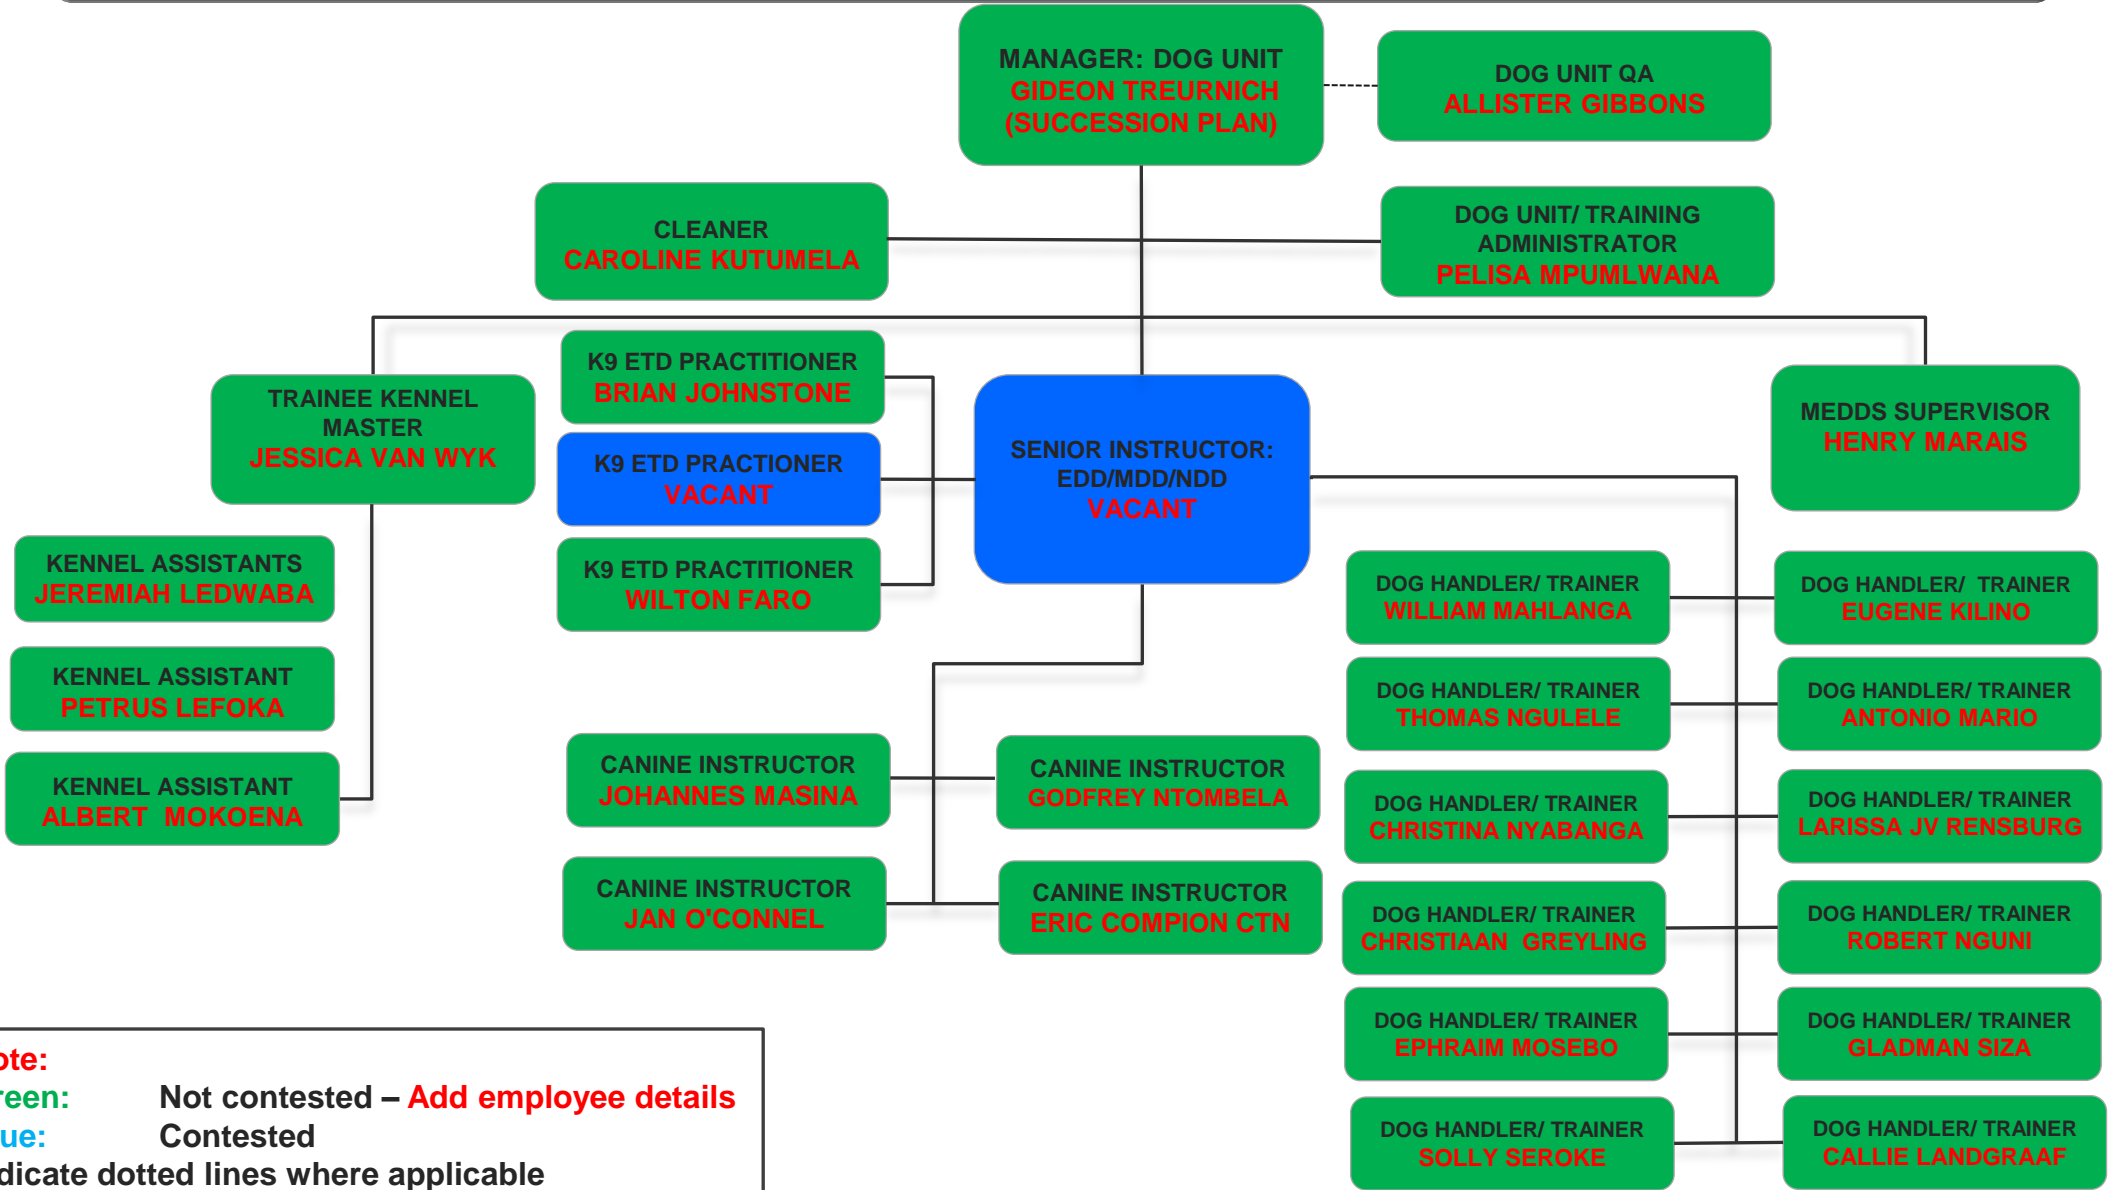 MANAGER: DOG UNIT
GIDEON TREURNICH
(SUCCESSION PLAN)
DOG UNIT QA
ALLISTER GIBBONS
CLEANER
CAROLINE KUTUMELA
DOG UNIT/ TRAINING
ADMINISTRATOR
PELISA MPUMLWANA
TRAINEE KENNEL
MASTER
JESSICA VAN WYK
K9 ETD PRACTITIONER
BRIAN JOHNSTONE
K9 ETD PRACTIONER
VACANT
K9 ETD PRACTITIONER
WILTON FARO
SENIOR INSTRUCTOR:
EDD/MDD/NDD
VACANT
MEDDS SUPERVISOR
HENRY MARAIS
KENNEL ASSISTANTS
JEREMIAH LEDWABA
KENNEL ASSISTANT
PETRUS LEFOKA
KENNEL ASSISTANT
ALBERT MOKOENA
CANINE INSTRUCTOR
JOHANNES MASINA
CANINE INSTRUCTOR
GODFREY NTOMBELA
CANINE INSTRUCTOR
JAN O'CONNEL
CANINE INSTRUCTOR
ERIC COMPION CTN
DOG HANDLER/ TRAINER
WILLIAM MAHLANGA
DOG HANDLER/ TRAINER
EUGENE KILINO
DOG HANDLER/ TRAINER
THOMAS NGULELE
DOG HANDLER/ TRAINER
ANTONIO MARIO
DOG HANDLER/ TRAINER
CHRISTINA NYABANGA
DOG HANDLER/ TRAINER
LARISSA JV RENSBURG
DOG HANDLER/ TRAINER
CHRISTIAAN GREYLING
DOG HANDLER/ TRAINER
ROBERT NGUNI
DOG HANDLER/ TRAINER
EPHRAIM MOSEBO
DOG HANDLER/ TRAINER
GLADMAN SIZA
DOG HANDLER/ TRAINER
SOLLY SEROKE
DOG HANDLER/ TRAINER
CALLIE LANDGRAAF
ote:
reen: Not contested – Add employee details
ue: Contested
dicate dotted lines where applicable